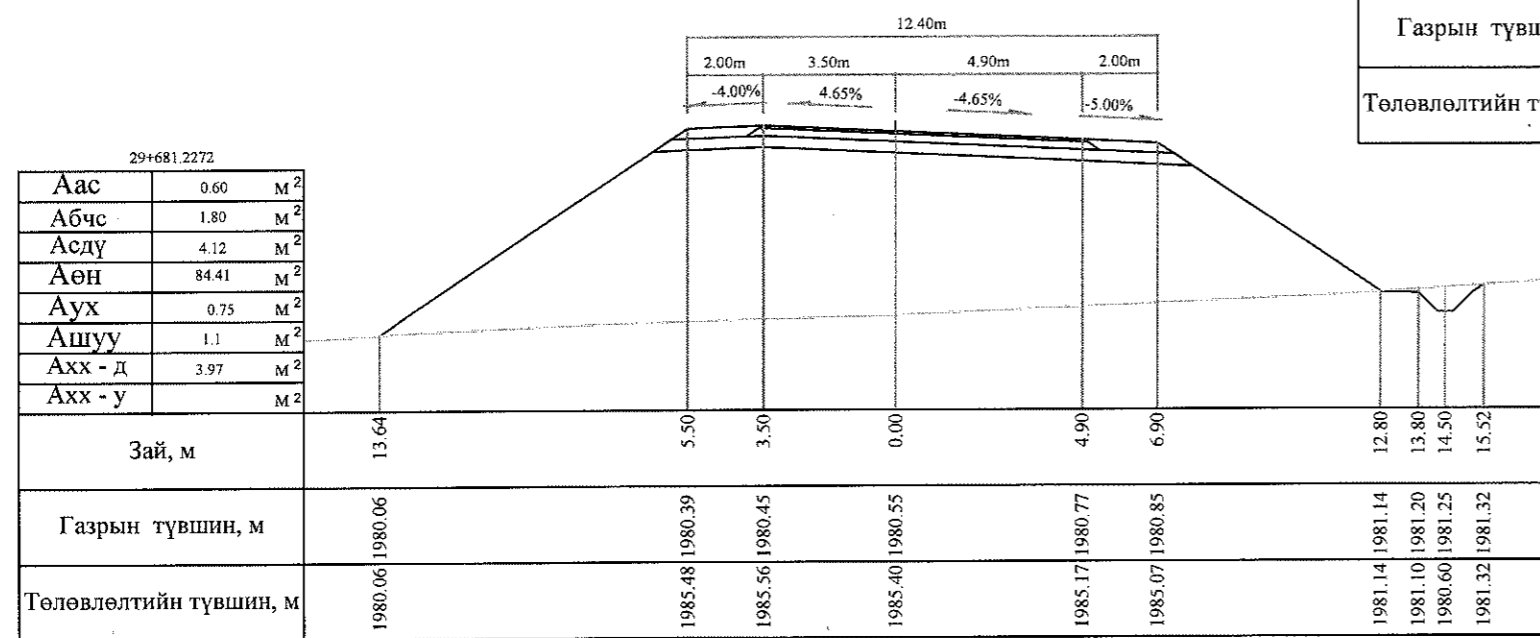 12.40m
Газрын түвш
2.00m 3.50m 4.90m 2.00m
-4.00% 4.65% -4.65% -5.00%
Төлөвлөлтийн т
29+681.2272
Аас 0.60 м²
Абчс 1.80 м²
Асдү 4.12 м²
Аөн 84.41 м²
Аух 0.75 м²
Ашуу 1.1 м²
Ахх - д 3.97 м²
Ахх - у м²
Зай, м 13.64 5.50 3.50 0.00 4.90 6.90 12.80 13.80 14.50 15.52
Газрын түвшин, м 1980.06 1980.39 1980.45 1980.55 1980.77 1980.85 1981.14 1981.20 1981.25 1981.32
Төлөвлөлтийн түвшин, м 1980.06 1985.48 1985.56 1985.40 1985.17 1985.07 1981.14 1981.10 1980.60 1981.32